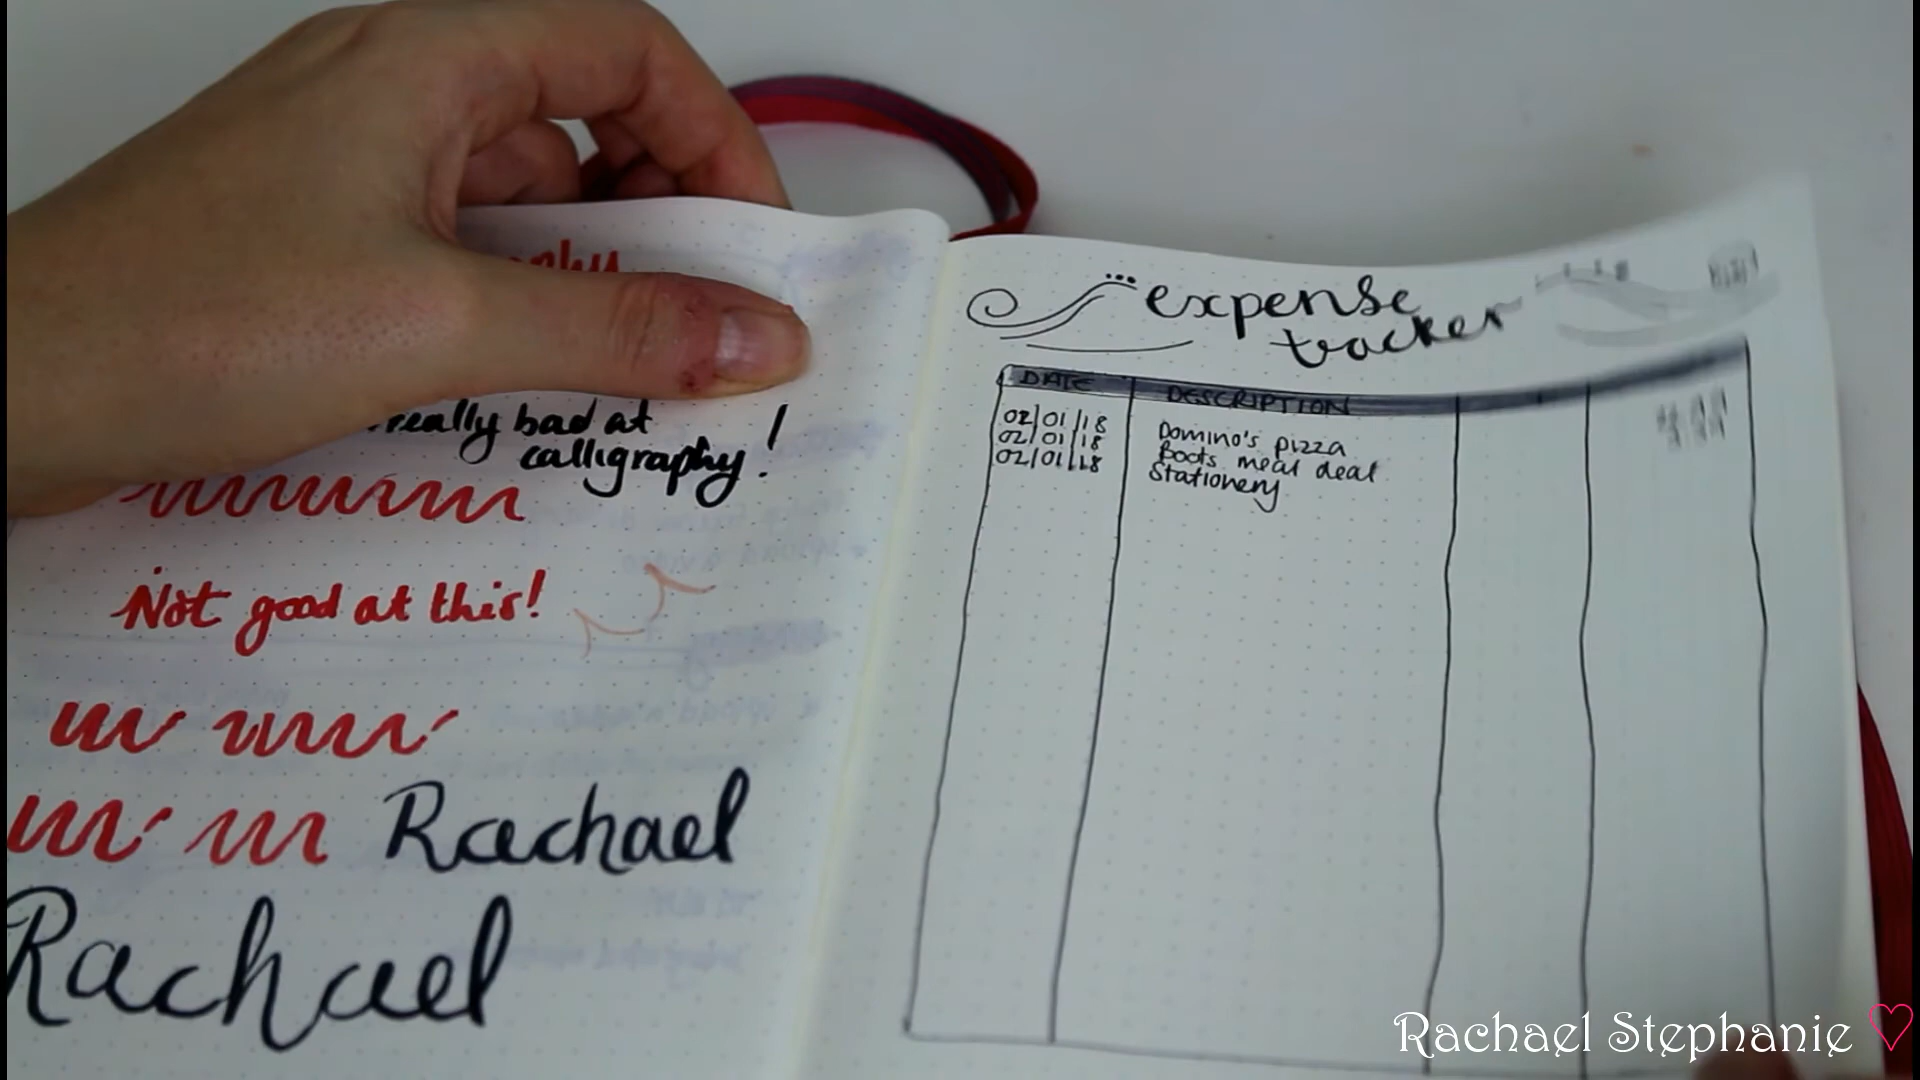 really bad at
calligraphy!
Not good at this!
Rachael
Rachael
expense
tracker
DATE DESCRIPTION
02/01/18 Domino's pizza
02/01/18 Boots meal deal
02/01/18 Stationery
Rachael Stephanie